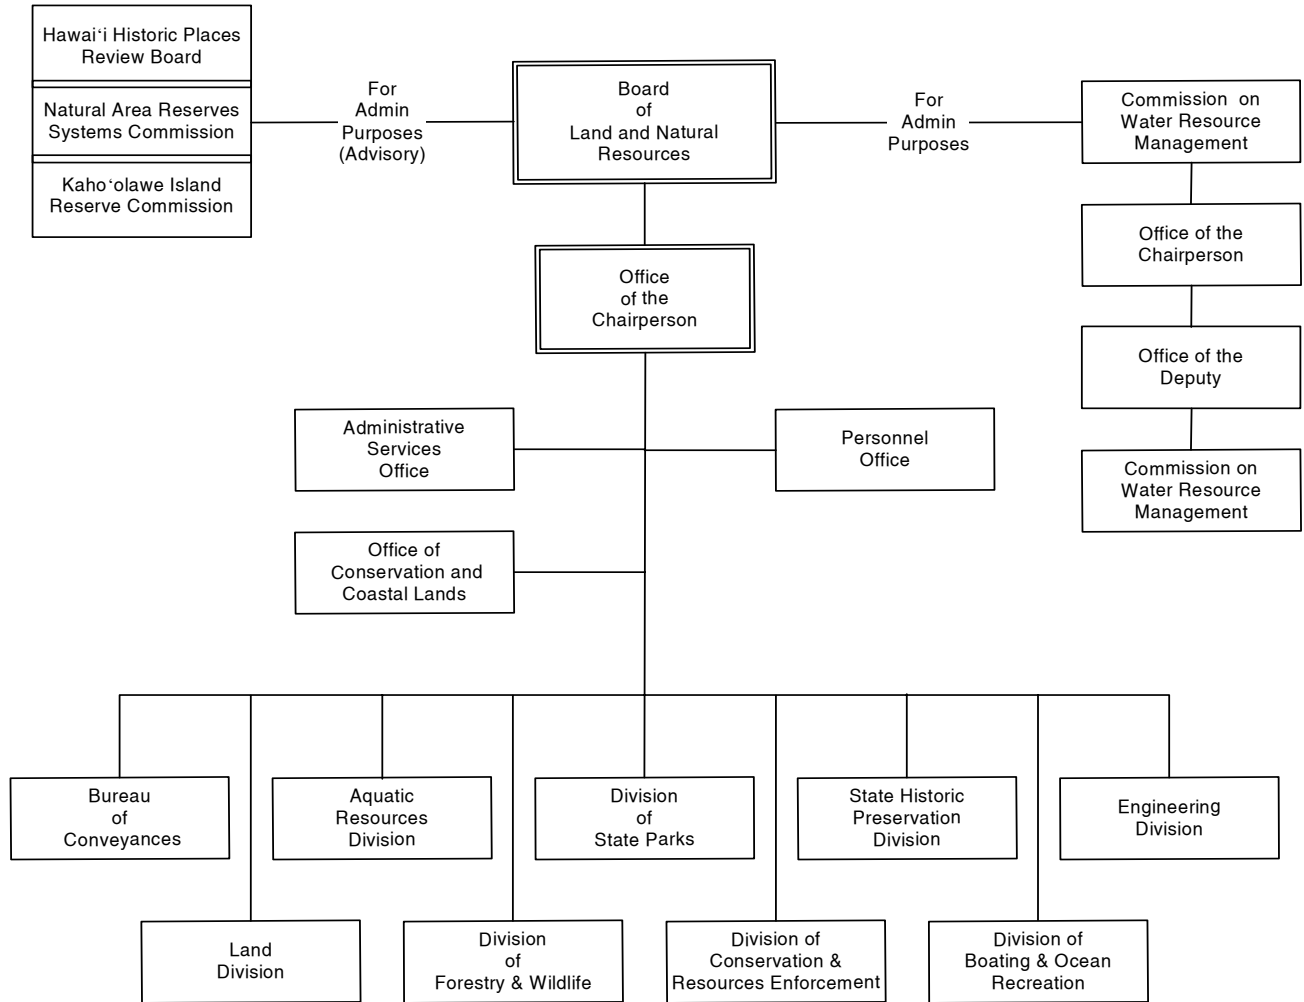 Hawaiʻi Historic Places
Review Board
Natural Area Reserves
Systems Commission
Kahoʻolawe Island
Reserve Commission
For
Admin
Purposes
(Advisory)
Board
of
Land and Natural
Resources
For
Admin
Purposes
Commission on
Water Resource
Management
Office of the
Chairperson
Office
of the
Chairperson
Office of the
Deputy
Administrative
Services
Office
Personnel
Office
Commission on
Water Resource
Management
Office of
Conservation and
Coastal Lands
Bureau
of
Conveyances
Aquatic
Resources
Division
Division
of
State Parks
State Historic
Preservation
Division
Engineering
Division
Land
Division
Division
of
Forestry & Wildlife
Division of
Conservation &
Resources Enforcement
Division of
Boating & Ocean
Recreation